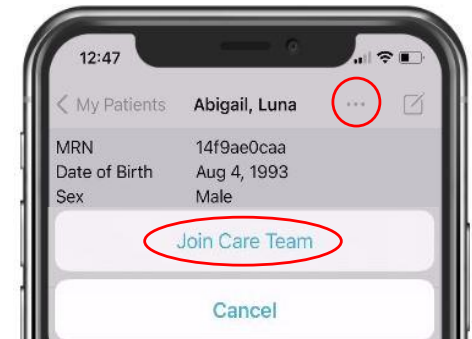 12:47
< My Patients Abigail, Luna ...
MRN 14f9ae0caa
Date of Birth Aug 4, 1993
Sex Male
Join Care Team
Cancel